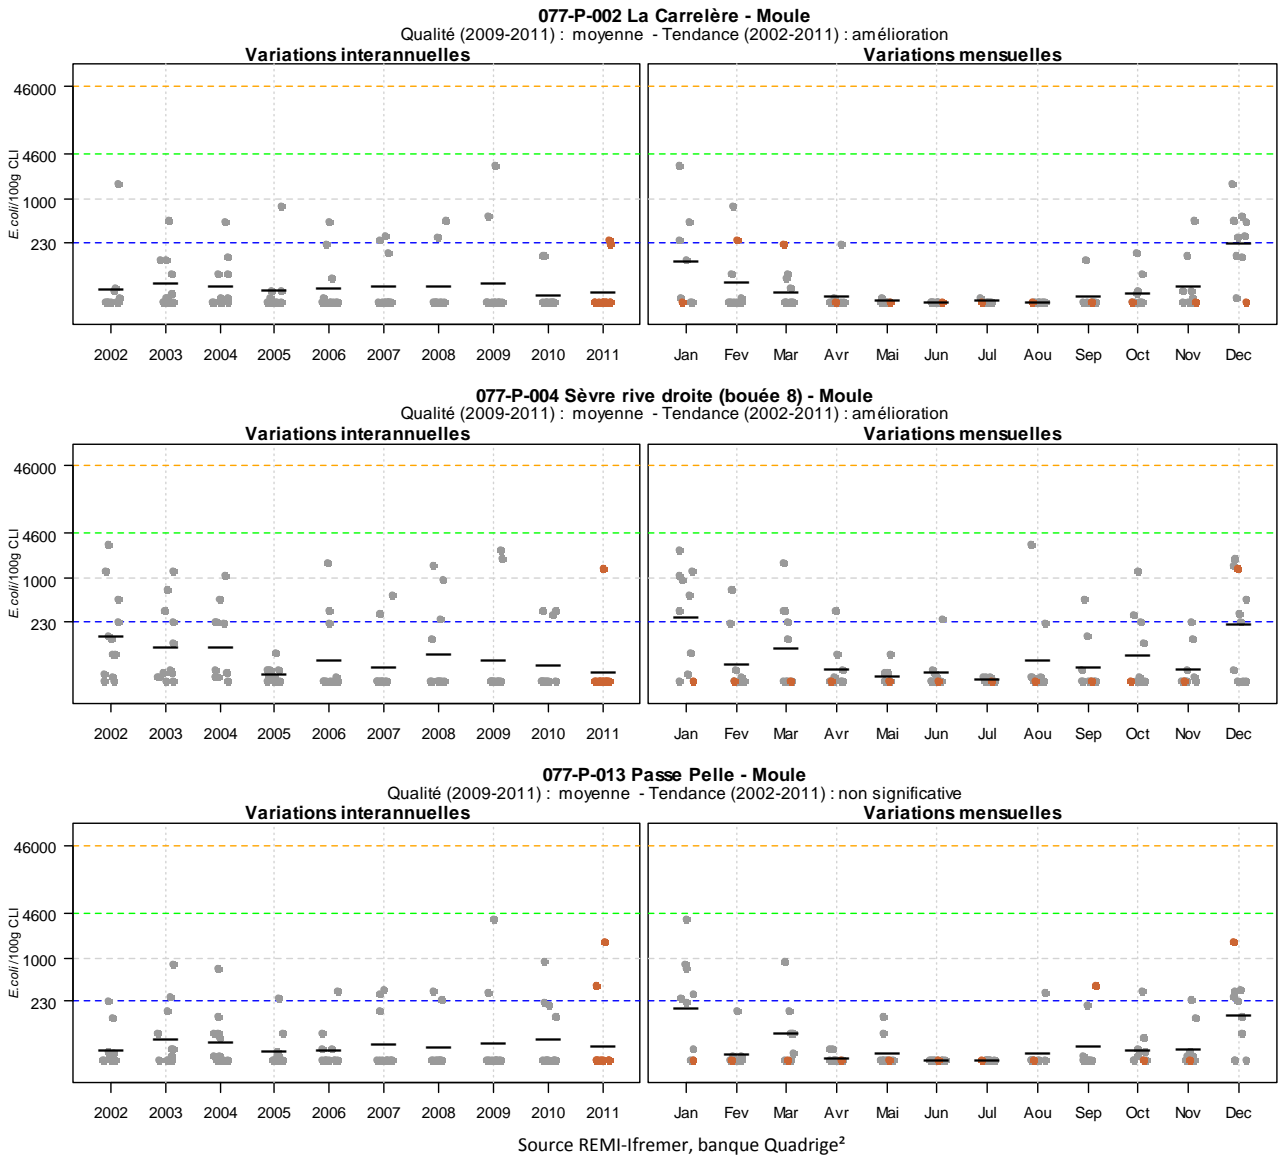 077-P-002 La Carrelère - Moule
Qualité (2009-2011) : moyenne - Tendance (2002-2011) : amélioration
Variations interannuelles
Variations mensuelles
46000
4600
1000
230
E.coli/100g CLI
2002 2003 2004 2005 2006 2007 2008 2009 2010 2011
Jan Fev Mar Avr Mai Jun Jul Aou Sep Oct Nov Dec
077-P-004 Sèvre rive droite (bouée 8) - Moule
Qualité (2009-2011) : moyenne - Tendance (2002-2011) : amélioration
Variations interannuelles
Variations mensuelles
46000
4600
1000
230
E.coli/100g CLI
2002 2003 2004 2005 2006 2007 2008 2009 2010 2011
Jan Fev Mar Avr Mai Jun Jul Aou Sep Oct Nov Dec
077-P-013 Passe Pelle - Moule
Qualité (2009-2011) : moyenne - Tendance (2002-2011) : non significative
Variations interannuelles
Variations mensuelles
46000
4600
1000
230
E.coli/100g CLI
2002 2003 2004 2005 2006 2007 2008 2009 2010 2011
Jan Fev Mar Avr Mai Jun Jul Aou Sep Oct Nov Dec
Source REMI-Ifremer, banque Quadrige²